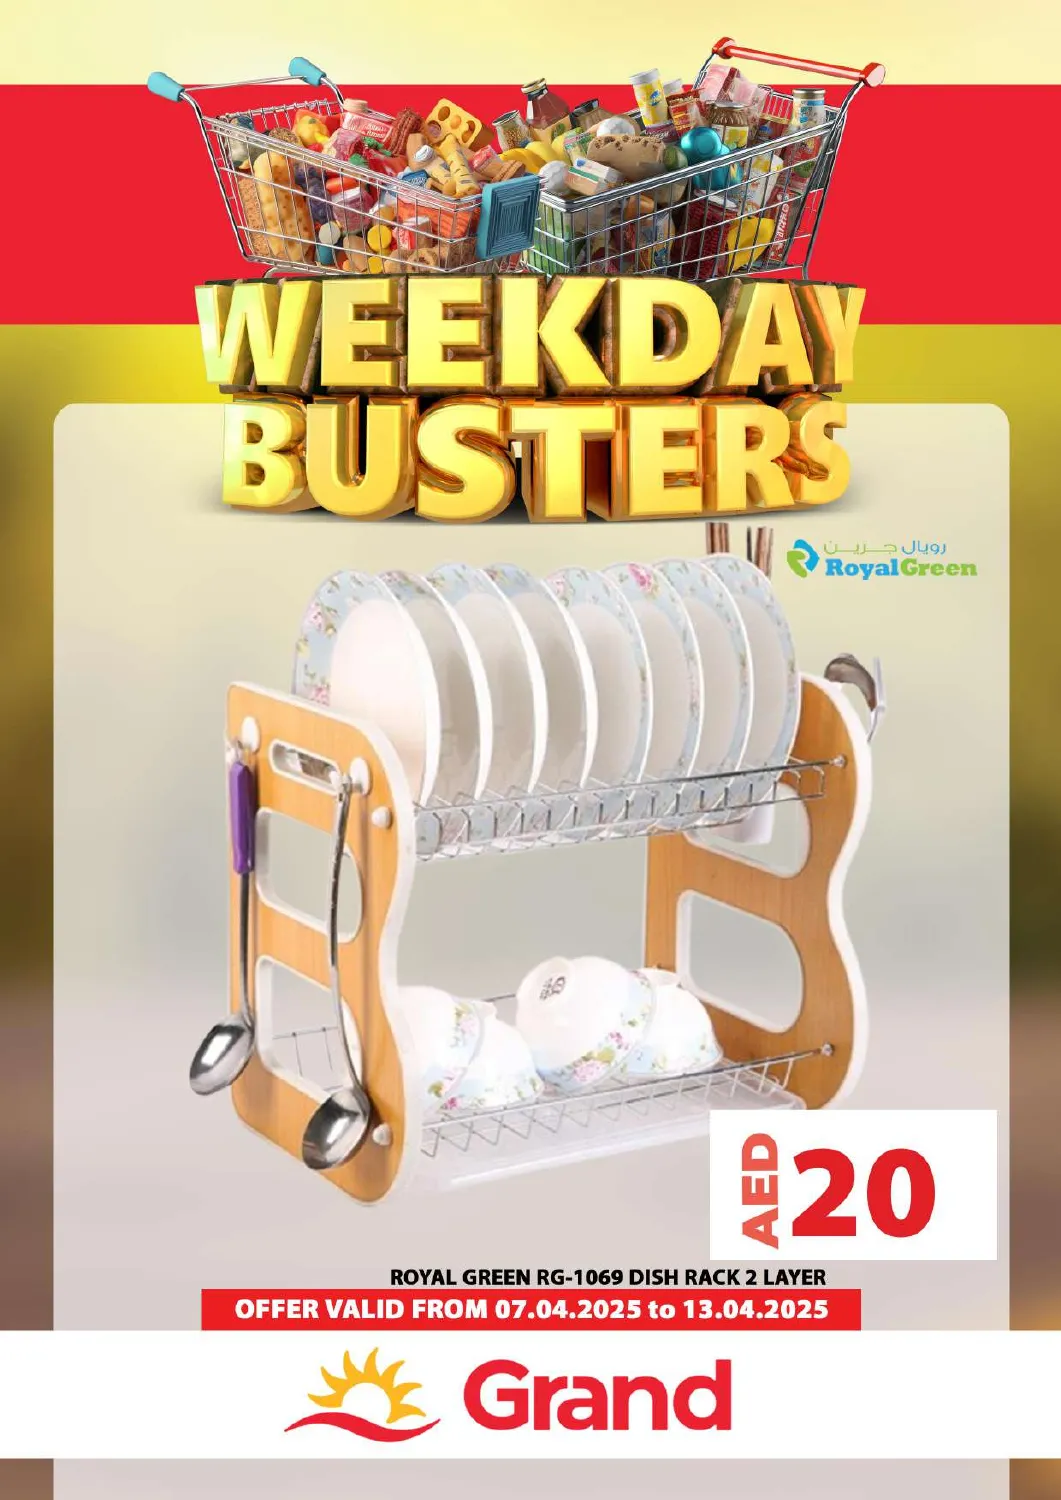 WEEKDAY
BUSTERS
رويال جرين
RoyalGreen
AED 20
ROYAL GREEN RG-1069 DISH RACK 2 LAYER
OFFER VALID FROM 07.04.2025 to 13.04.2025
Grand